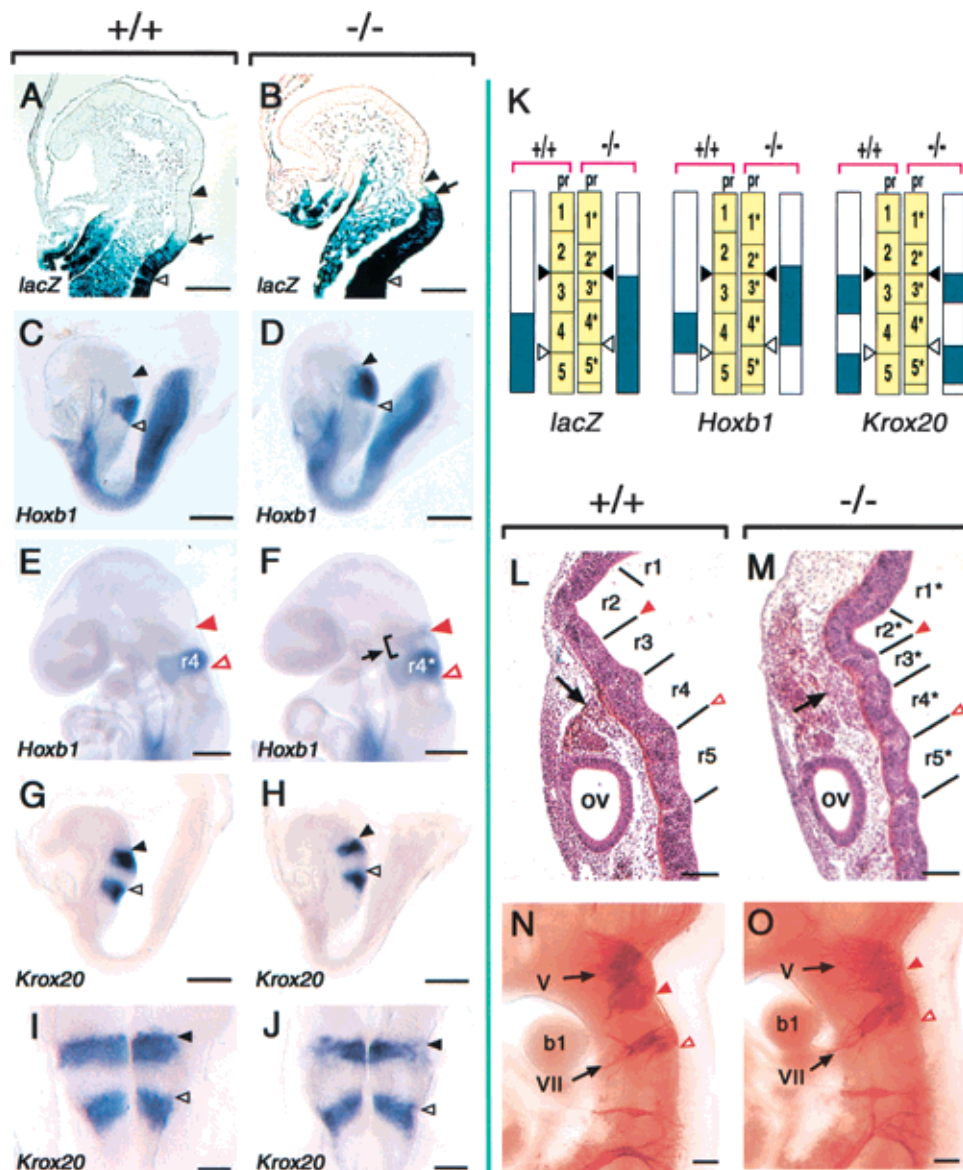 +/+ -/-
A B
lacZ lacZ
C D
Hoxb1 Hoxb1
E F
r4 r4*
Hoxb1 Hoxb1
G H
Krox20 Krox20
I J
Krox20 Krox20
K
+/+ -/- +/+ -/- +/+ -/-
pr pr pr pr pr pr
1 1* 1 1* 1 1*
2 2* 2 2* 2 2*
3 3* 3 3* 3 3*
4 4* 4 4* 4 4*
5 5* 5 5* 5 5*
lacZ Hoxb1 Krox20
+/+ -/-
L M
r1 r1*
r2 r2*
r3 r3*
r4 r4*
r5 r5*
OV OV
N O
V V
b1 b1
VII VII